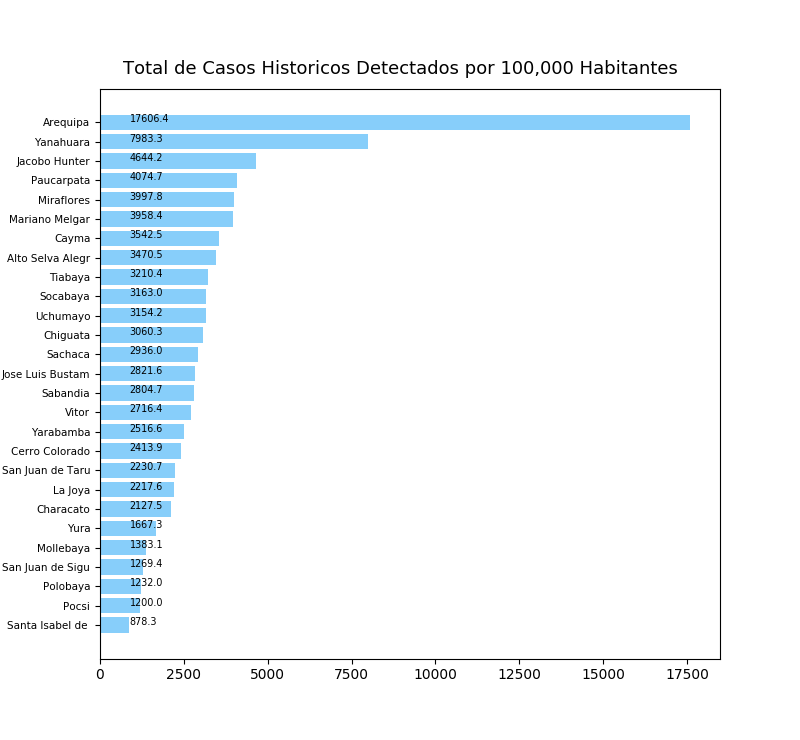 Total de Casos Historicos Detectados por 100,000 Habitantes
Arequipa 17606.4
Yanahuara 7983.3
Jacobo Hunter 4644.2
Paucarpata 4074.7
Miraflores 3997.8
Mariano Melgar 3958.4
Cayma 3542.5
Alto Selva Alegr 3470.5
Tiabaya 3210.4
Socabaya 3163.0
Uchumayo 3154.2
Chiguata 3060.3
Sachaca 2936.0
Jose Luis Bustam 2821.6
Sabandia 2804.7
Vitor 2716.4
Yarabamba 2516.6
Cerro Colorado 2413.9
San Juan de Taru 2230.7
La Joya 2217.6
Characato 2127.5
Yura 1667.3
Mollebaya 1383.1
San Juan de Sigu 1269.4
Polobaya 1232.0
Pocsi 1200.0
Santa Isabel de 878.3
0 2500 5000 7500 10000 12500 15000 17500